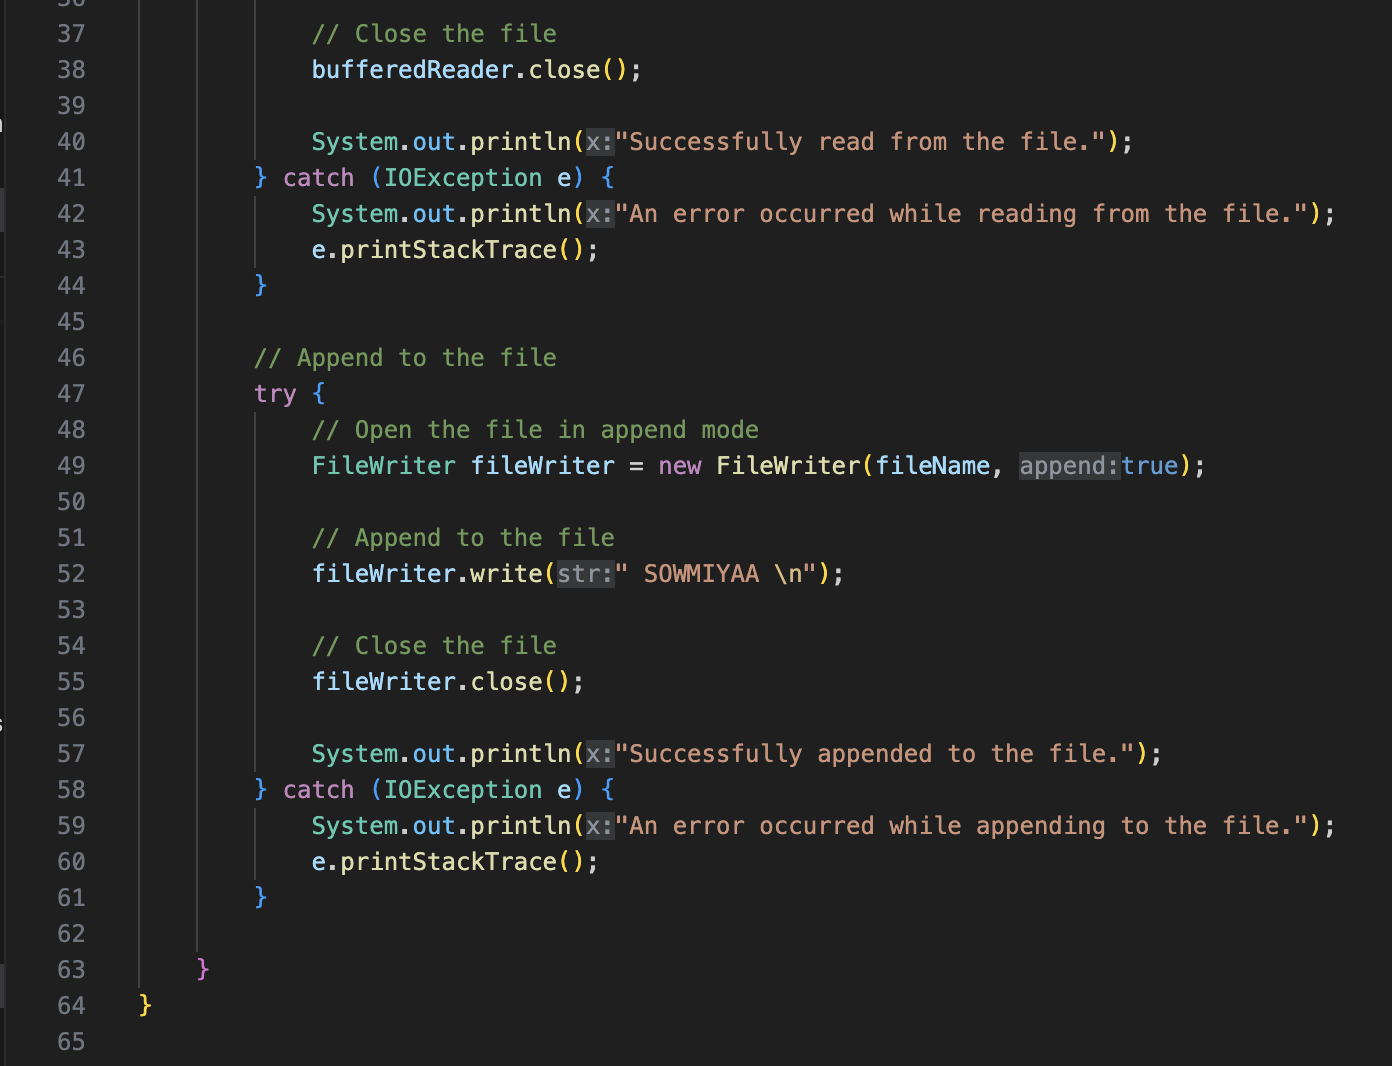 37 // Close the file
38 bufferedReader.close();
39
40 System.out.println(x:"Successfully read from the file.");
41 } catch (IOException e) {
42 System.out.println(x:"An error occurred while reading from the file.");
43 e.printStackTrace();
44 }
45
46 // Append to the file
47 try {
48 // Open the file in append mode
49 FileWriter fileWriter = new FileWriter(fileName, append:true);
50
51 // Append to the file
52 fileWriter.write(str:" SOWMIYAA \n");
53
54 // Close the file
55 fileWriter.close();
56
57 System.out.println(x:"Successfully appended to the file.");
58 } catch (IOException e) {
59 System.out.println(x:"An error occurred while appending to the file.");
60 e.printStackTrace();
61 }
62
63 }
64 }
65